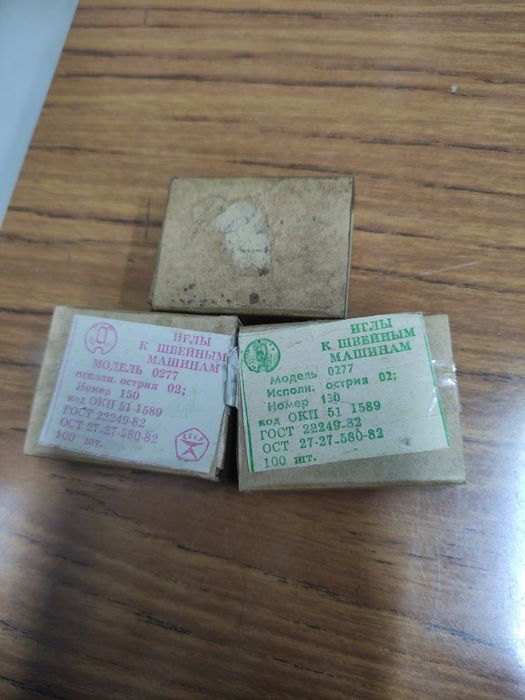 ИГЛЫ
К ШВЕЙНЫМ
МАШИНАМ
МОДЕЛЬ 0277
исполн. острия 02;
Номер 150
код ОКП 51 1589
ГОСТ 22249-82
ОСТ 27-27-580-82
100 шт.
СССР
ИГЛЫ
К ШВЕЙНЫМ
МАШИНАМ
Модель 0277
Исполн. острия 02;
Номер 150
код ОКП 51 1589
ГОСТ 22249-82
ОСТ 27-27-580-82
100 шт.